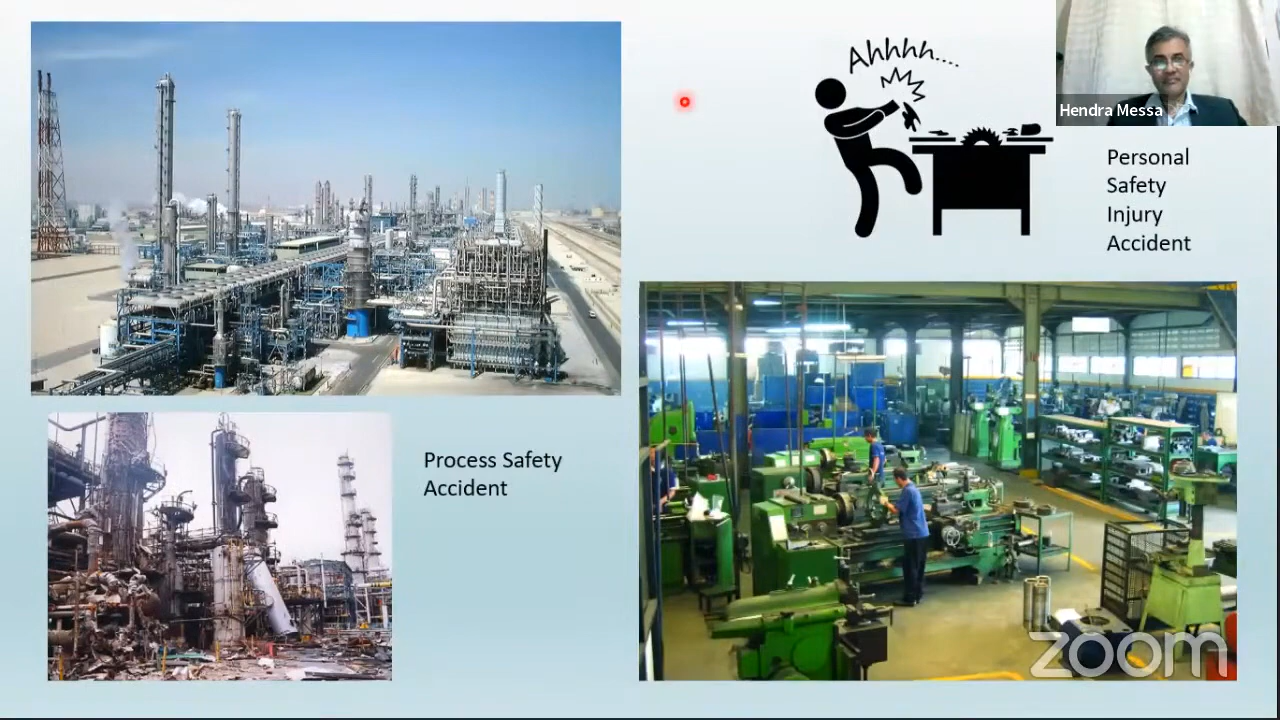 Ahhhh....
Hendra Messa
Personal
Safety
Injury
Accident
Process Safety
Accident
zoom